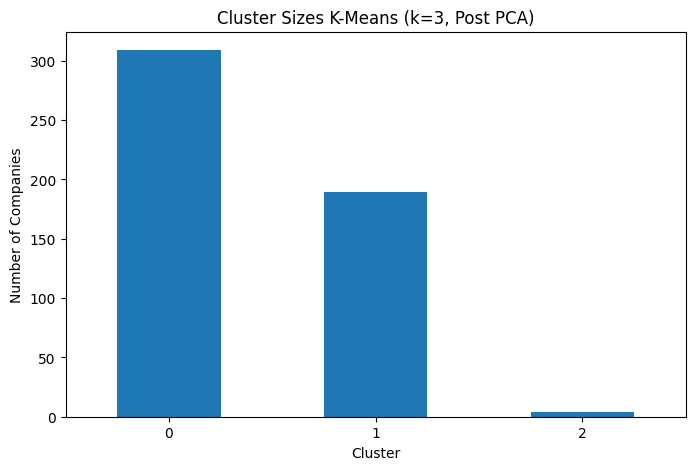 Cluster Sizes K-Means (k=3, Post PCA)
Number of Companies
300
250
200
150
100
50
0
0 1 2
Cluster